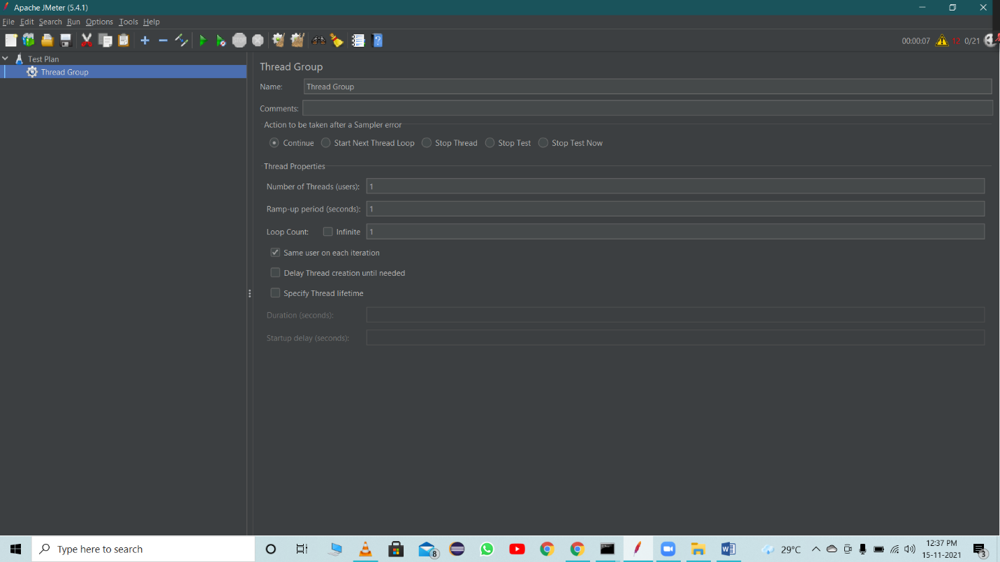 Apache JMeter (5.4.1)
File Edit Search Run Options Tools Help
STOP
00:00:07 12 0/21
Test Plan
Thread Group
Thread Group
Name: Thread Group
Comments:
Action to be taken after a Sampler error
Continue Start Next Thread Loop Stop Thread Stop Test Stop Test Now
Thread Properties
Number of Threads (users): 1
Ramp-up period (seconds): 1
Loop Count: Infinite 1
Same user on each iteration
Delay Thread creation until needed
Specify Thread lifetime
Duration (seconds):
Startup delay (seconds):
Type here to search
8
29°C
12:37 PM
15-11-2021
3